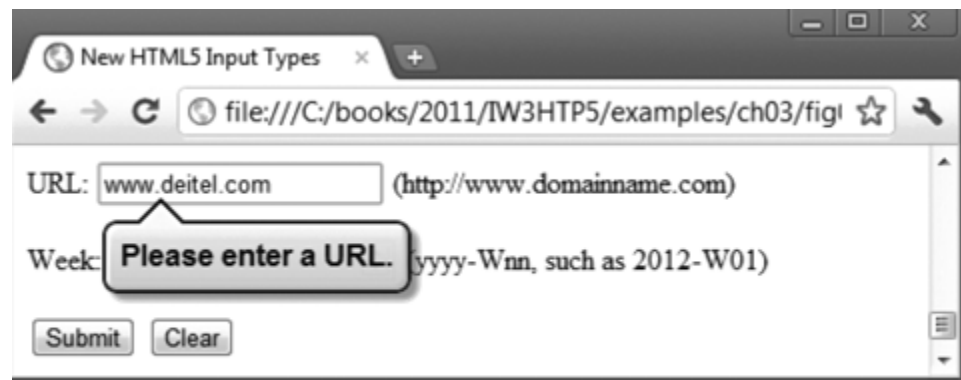 New HTML5 Input Types
file:///C:/books/2011/IW3HTP5/examples/ch03/fig
URL: www.deitel.com (http://www.domainname.com)
Please enter a URL.
Week: yyyy-Wnn, such as 2012-W01)
Submit Clear